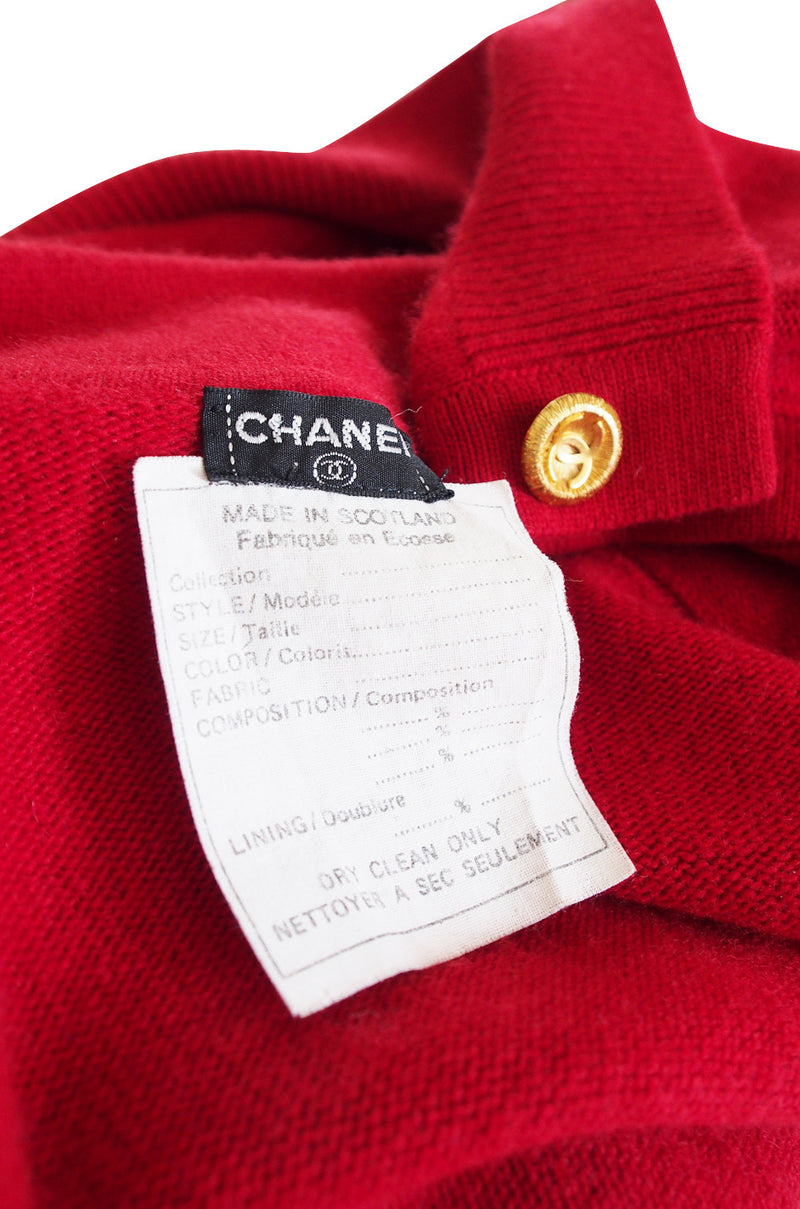 CHANEL
MADE IN SCOTLAND
Fabriqué en Ecosse
Collection ....................
STYLE / Modèle ....................
SIZE / Taille ....................
COLOR / Coloris ....................
FABRIC ....................
COMPOSITION / Composition
.......... % ..........
.......... % ..........
.......... % ..........
LINING / Doublure .......... % ..........
DRY CLEAN ONLY
NETTOYER A SEC SEULEMENT